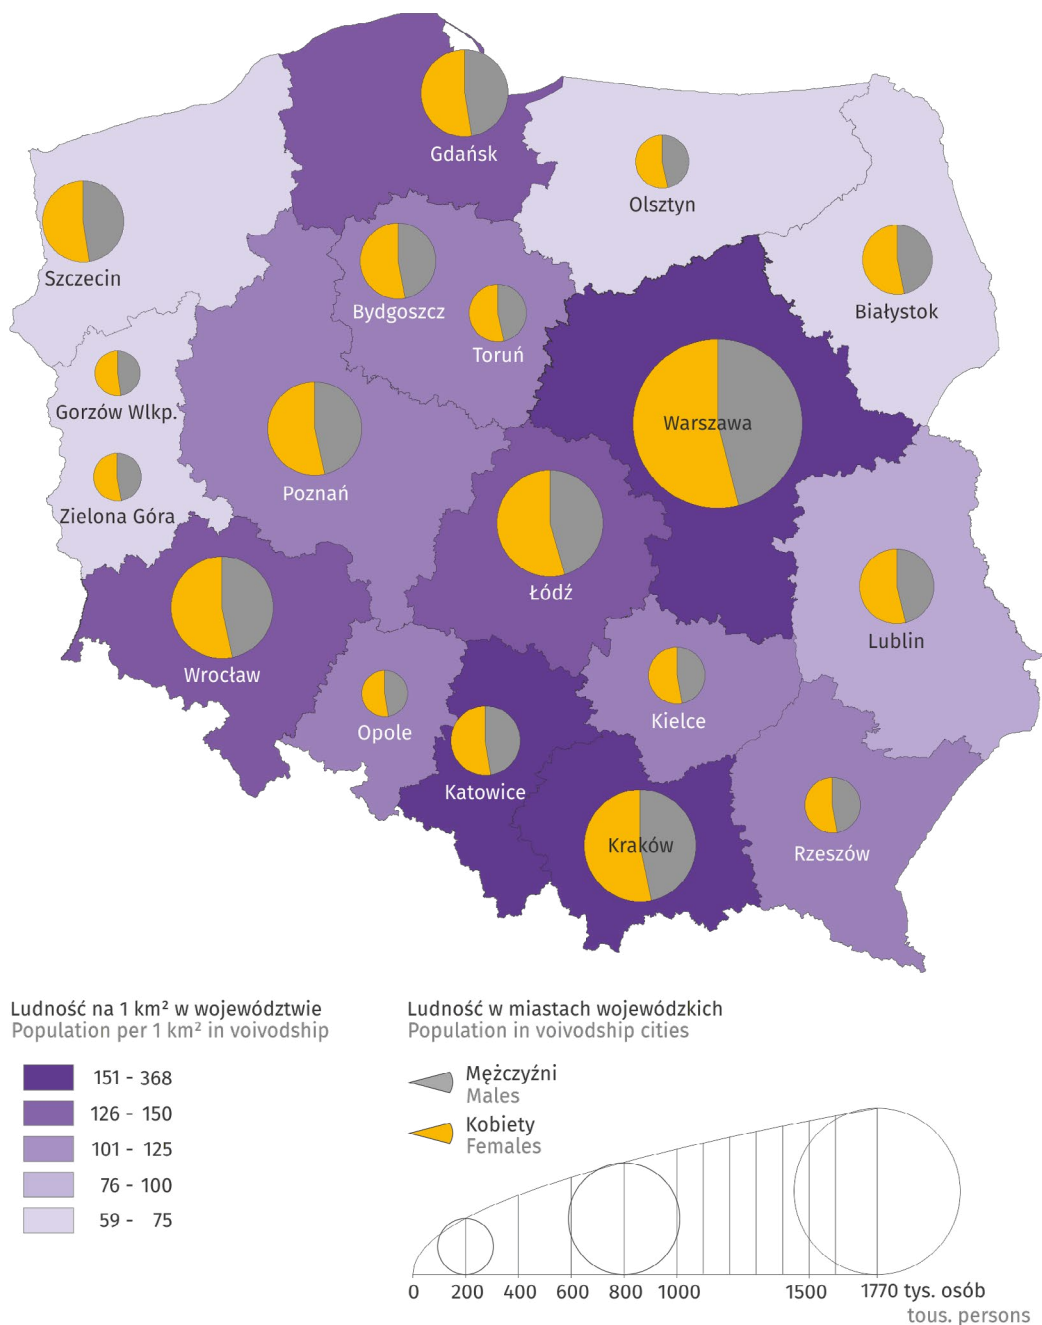 Gdańsk
Olsztyn
Szczecin
Bydgoszcz
Białystok
Toruń
Gorzów Wlkp.
Warszawa
Poznań
Zielona Góra
Łódź
Lublin
Wrocław
Kielce
Opole
Katowice
Kraków
Rzeszów
Ludność na 1 km² w województwie
Population per 1 km² in voivodship
151 - 368
126 - 150
101 - 125
76 - 100
59 - 75
Ludność w miastach wojewódzkich
Population in voivodship cities
Mężczyźni
Males
Kobiety
Females
0 200 400 600 800 1000 1500 1770 tys. osób
tous. persons